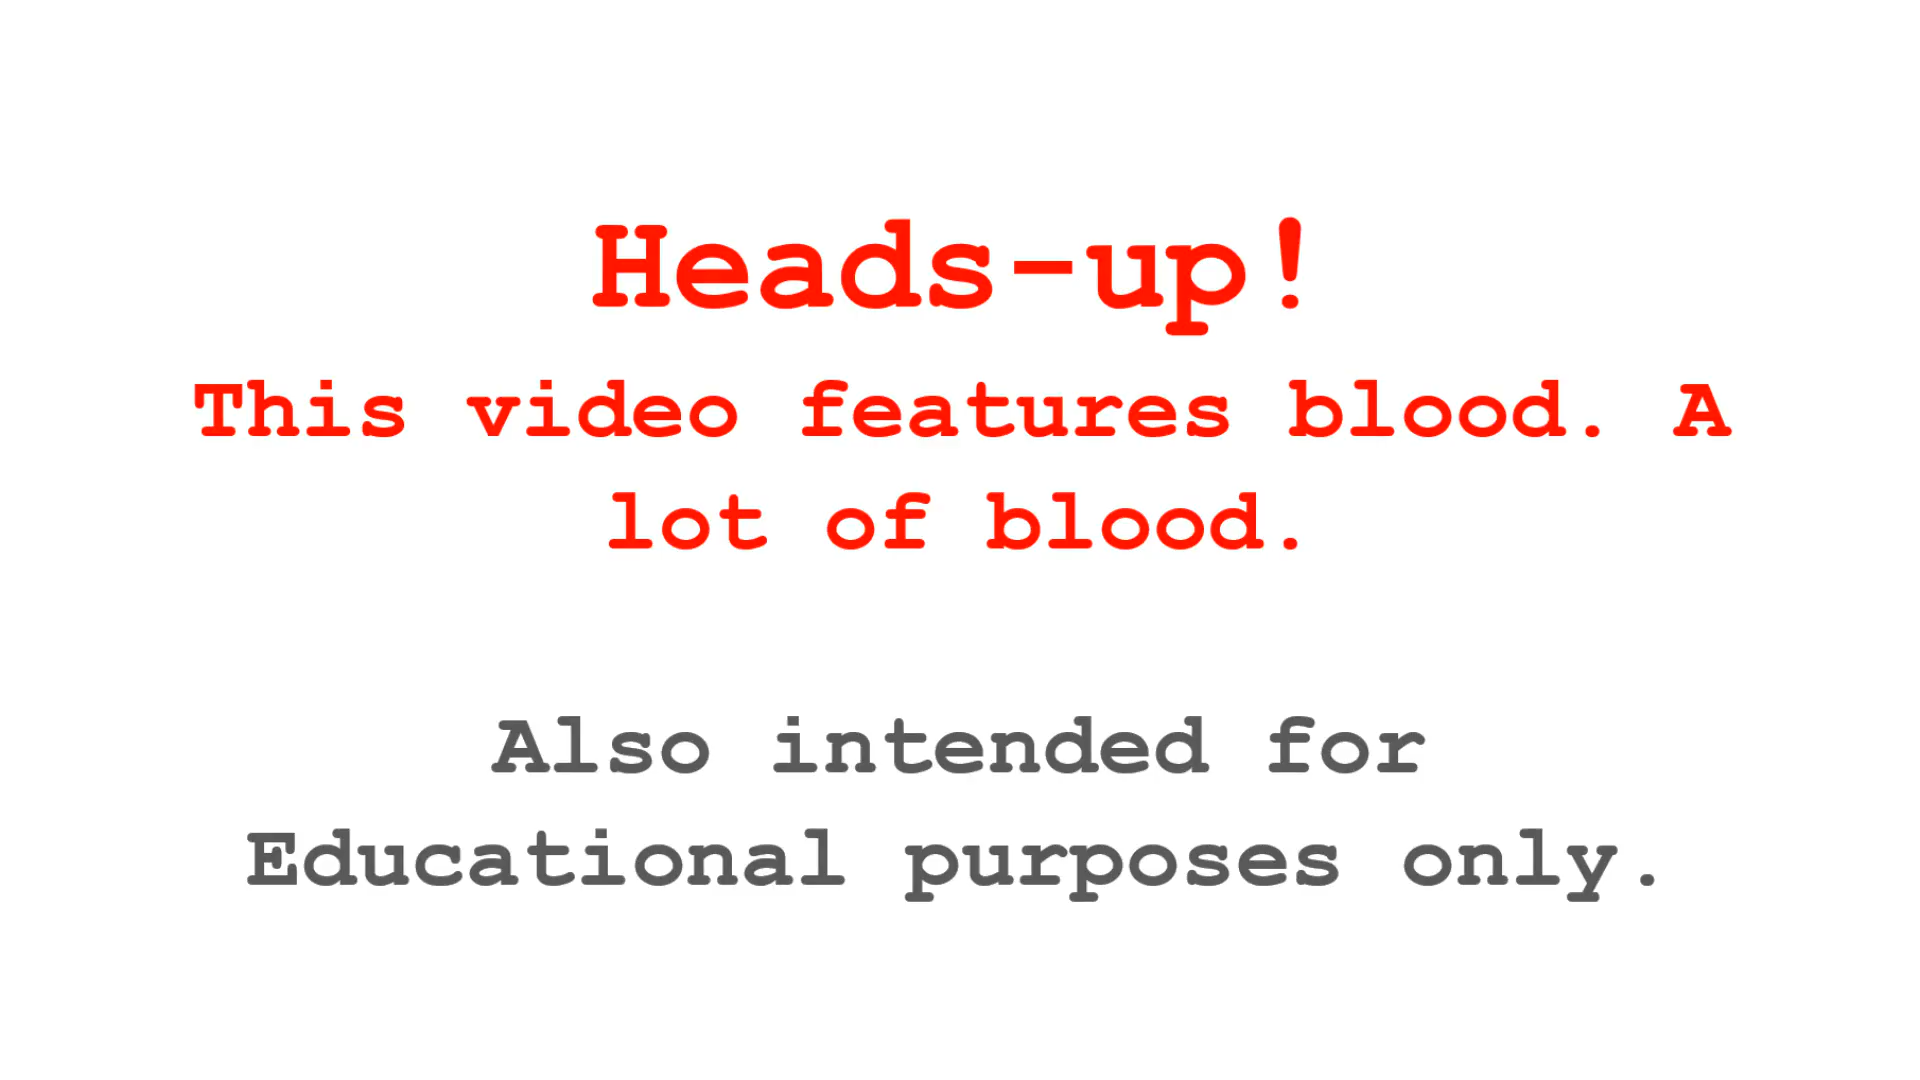 Heads-up!
This video features blood. A
lot of blood.
Also intended for
Educational purposes only.